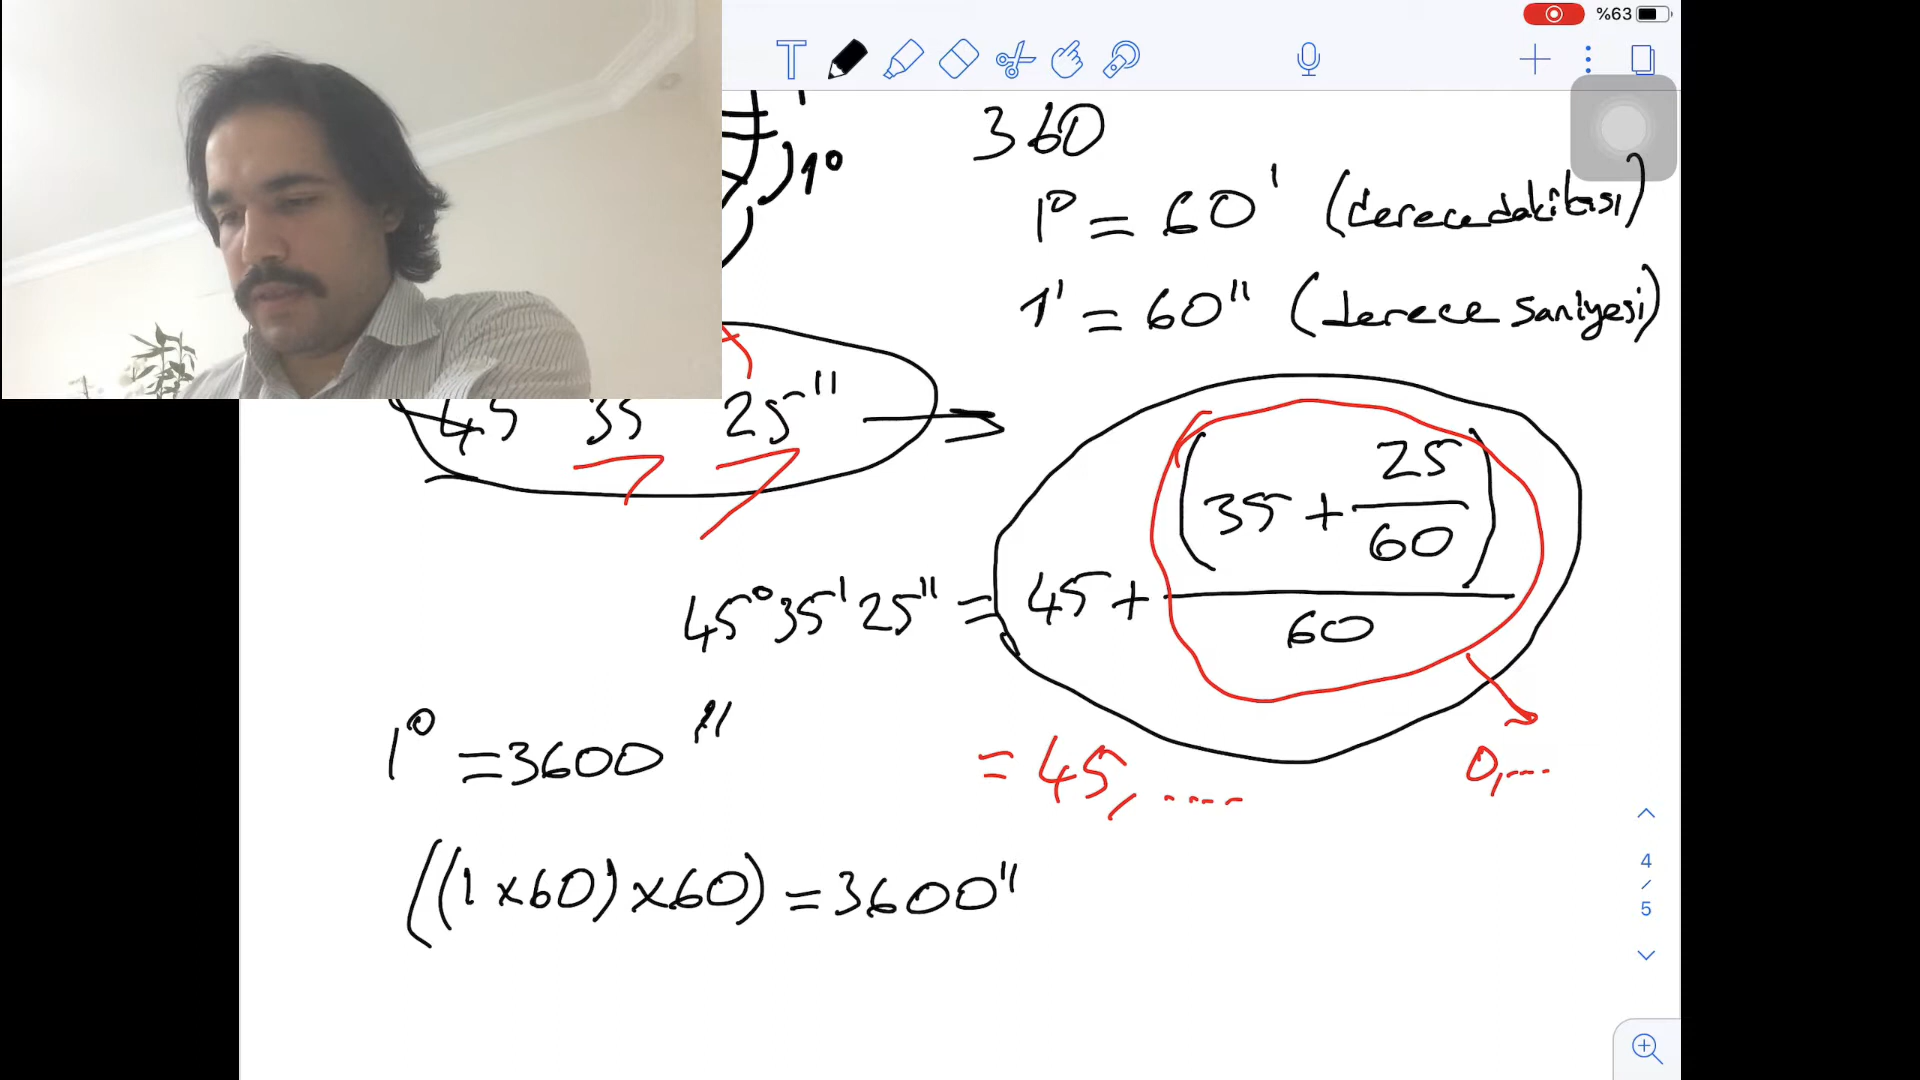 %63
T
360
1°
1° = 60' (derece dakikası)
1' = 60'' (derece saniyesi)
45 35 25''
45°35'25'' = 45 + (35 + 25/60)/60
1° = 3600''
= 45, ....
0, ....
((1 x 60) x 60) = 3600''
4
/
5